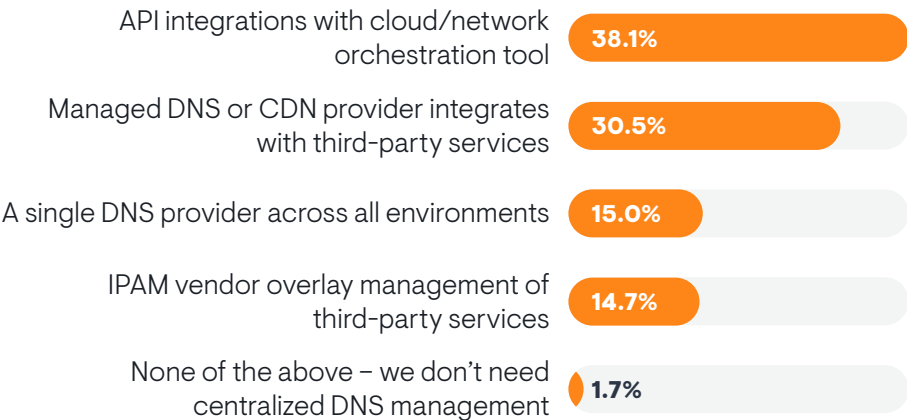 API integrations with cloud/network
orchestration tool
38.1%
Managed DNS or CDN provider integrates
with third-party services
30.5%
A single DNS provider across all environments
15.0%
IPAM vendor overlay management of
third-party services
14.7%
None of the above – we don’t need
centralized DNS management
1.7%